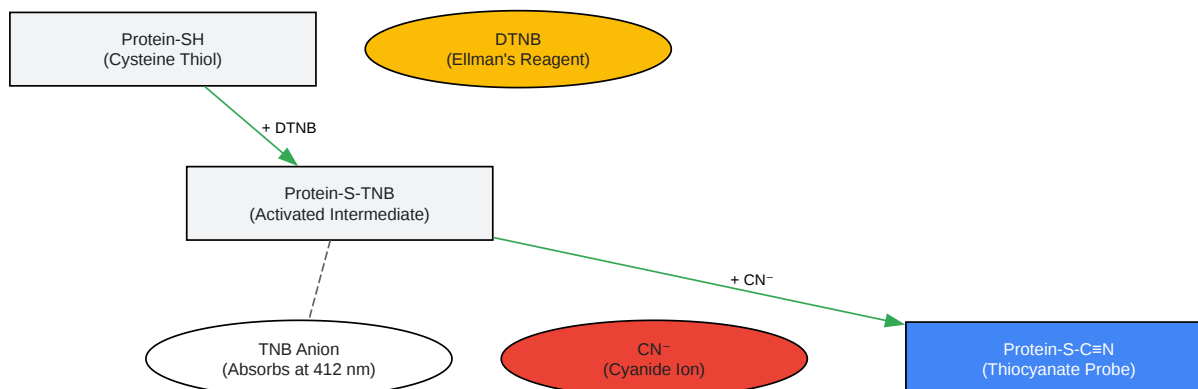 Protein-SH
(Cysteine Thiol)
DTNB
(Ellman's Reagent)
+ DTNB
Protein-S-TNB
(Activated Intermediate)
+ CN⁻
TNB Anion
(Absorbs at 412 nm)
CN⁻
(Cyanide Ion)
Protein-S-C≡N
(Thiocyanate Probe)